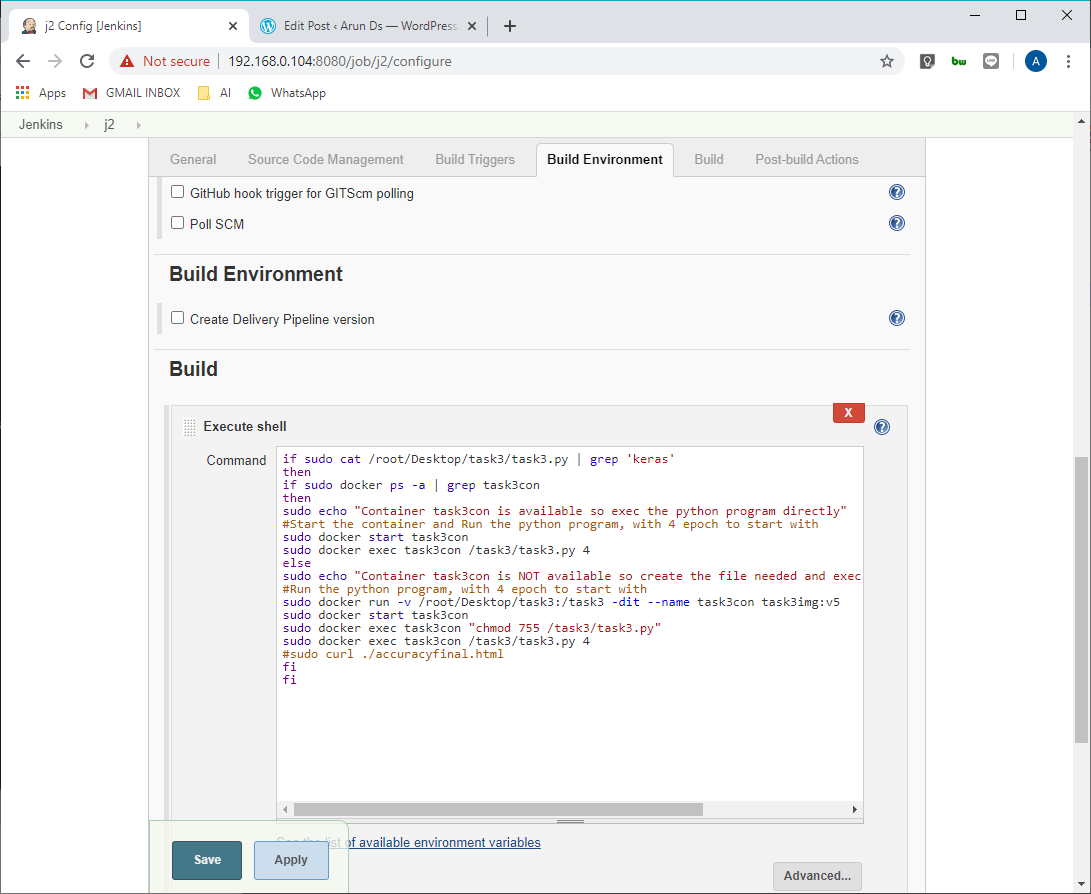 j2 Config [Jenkins]
Edit Post ‹ Arun Ds — WordPress
Not secure
192.168.0.104:8080/job/j2/configure
bw
A
Apps
GMAIL INBOX
AI
WhatsApp
Jenkins
j2
General
Source Code Management
Build Triggers
Build Environment
Build
Post-build Actions
GitHub hook trigger for GITScm polling
Poll SCM
Build Environment
Create Delivery Pipeline version
Build
X
Execute shell
Command
if sudo cat /root/Desktop/task3/task3.py | grep 'keras'
then
if sudo docker ps -a | grep task3con
then
sudo echo "Container task3con is available so exec the python program directly"
#Start the container and Run the python program, with 4 epoch to start with
sudo docker start task3con
sudo docker exec task3con /task3/task3.py 4
else
sudo echo "Container task3con is NOT available so create the file needed and exec
#Run the python program, with 4 epoch to start with
sudo docker run -v /root/Desktop/task3:/task3 -dit --name task3con task3img:v5
sudo docker start task3con
sudo docker exec task3con "chmod 755 /task3/task3.py"
sudo docker exec task3con /task3/task3.py 4
#sudo curl ./accuracyfinal.html
fi
fi
See the list of available environment variables
Save
Apply
Advanced...